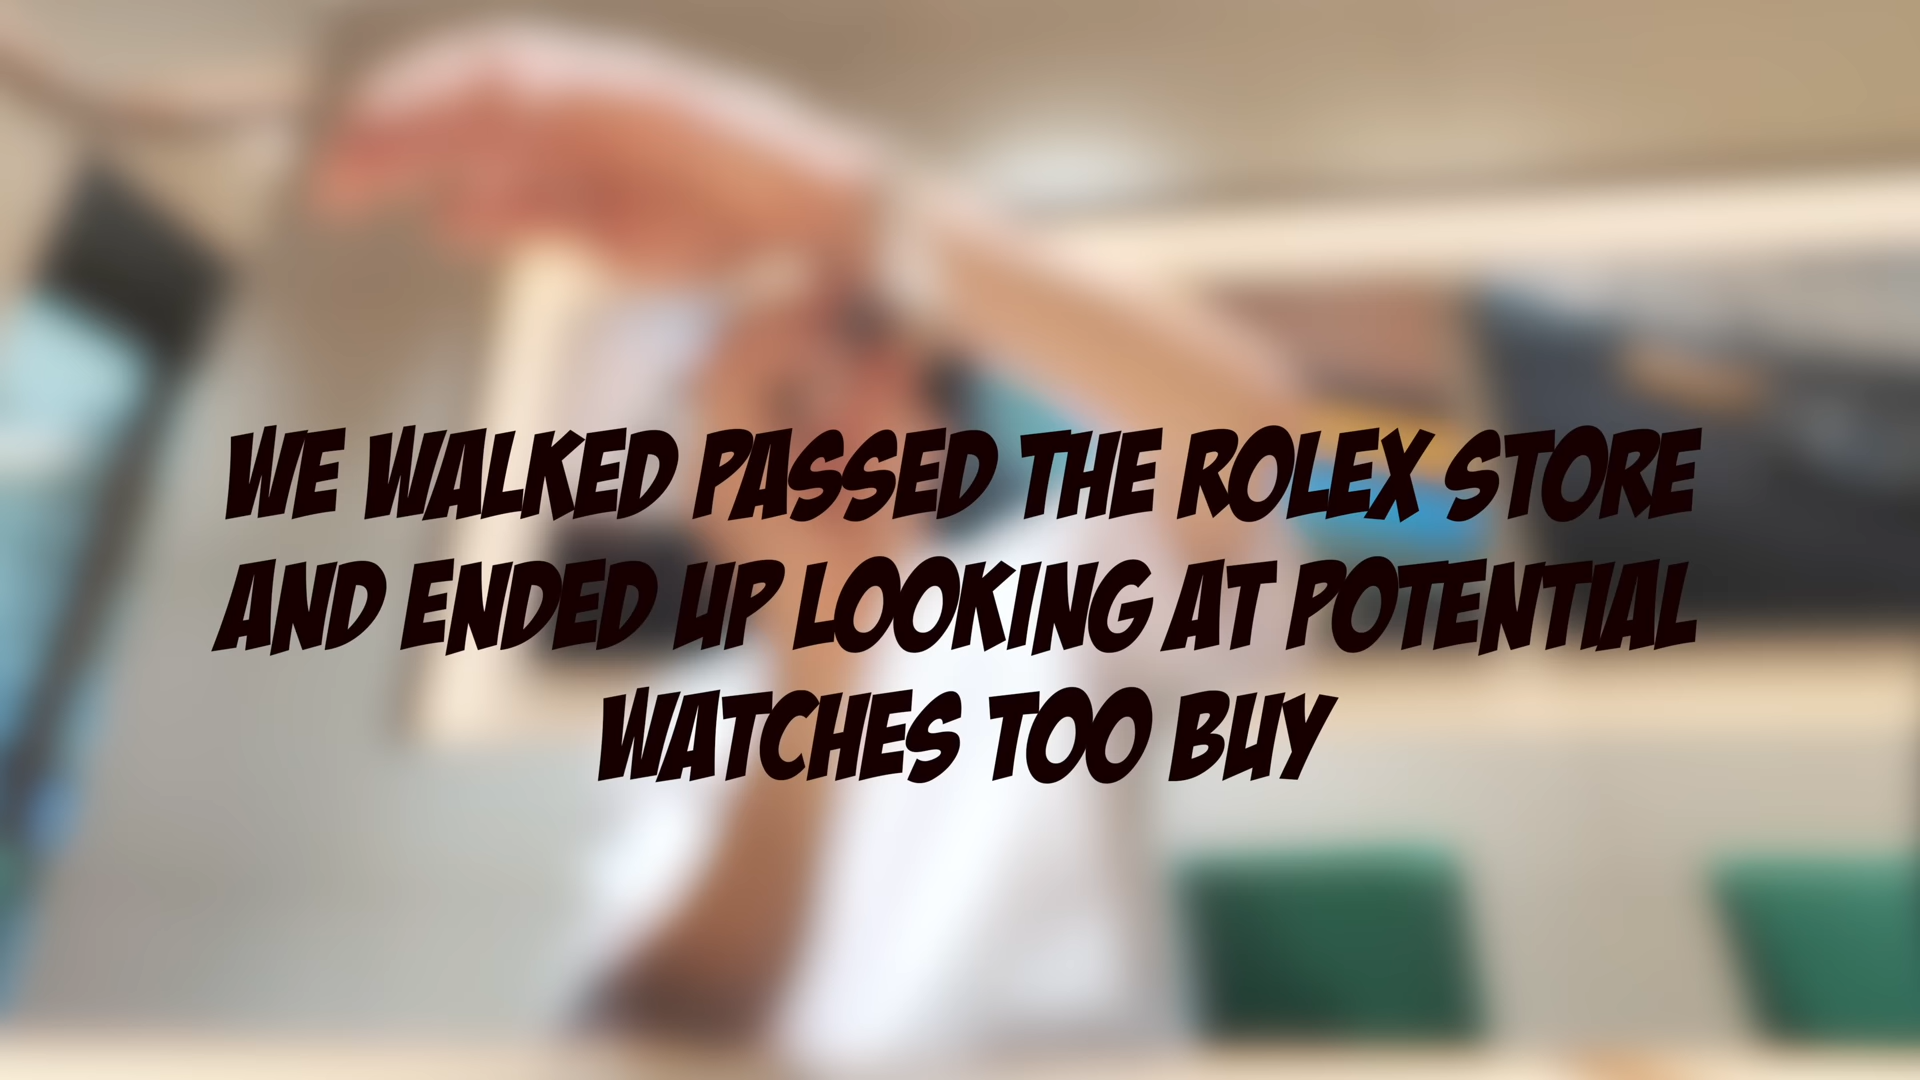 WE WALKED PASSED THE ROLEX STORE
AND ENDED UP LOOKING AT POTENTIAL
WATCHES TOO BUY